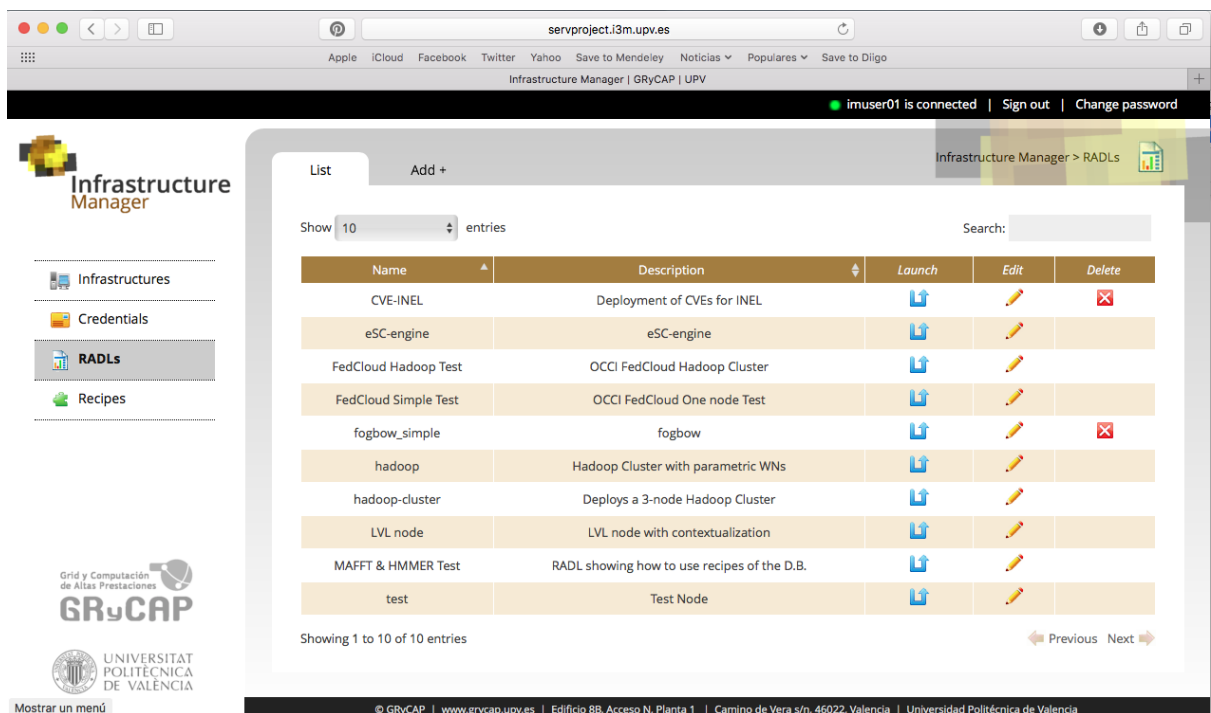 servproject.i3m.upv.es
Apple iCloud Facebook Twitter Yahoo Save to Mendeley Noticias Populares Save to Diigo
Infrastructure Manager | GRyCAP | UPV
imuser01 is connected | Sign out | Change password
Infrastructure
Manager
List Add +
Infrastructure Manager > RADLs
Show 10 entries
Search:
Infrastructures
Credentials
RADLs
Recipes
Name Description Launch Edit Delete
CVE-INEL Deployment of CVEs for INEL
eSC-engine eSC-engine
FedCloud Hadoop Test OCCI FedCloud Hadoop Cluster
FedCloud Simple Test OCCI FedCloud One node Test
fogbow_simple fogbow
hadoop Hadoop Cluster with parametric WNs
hadoop-cluster Deploys a 3-node Hadoop Cluster
LVL node LVL node with contextualization
MAFFT & HMMER Test RADL showing how to use recipes of the D.B.
test Test Node
Showing 1 to 10 of 10 entries
Previous Next
Grid y Computación
de Altas Prestaciones
GRyCAP
UNIVERSITAT
POLITÈCNICA
DE VALÈNCIA
Mostrar un menú
© GRyCAP | www.grycap.upv.es | Edificio 8B, Acceso N, Planta 1 | Camino de Vera s/n. 46022, Valencia | Universidad Politécnica de Valencia